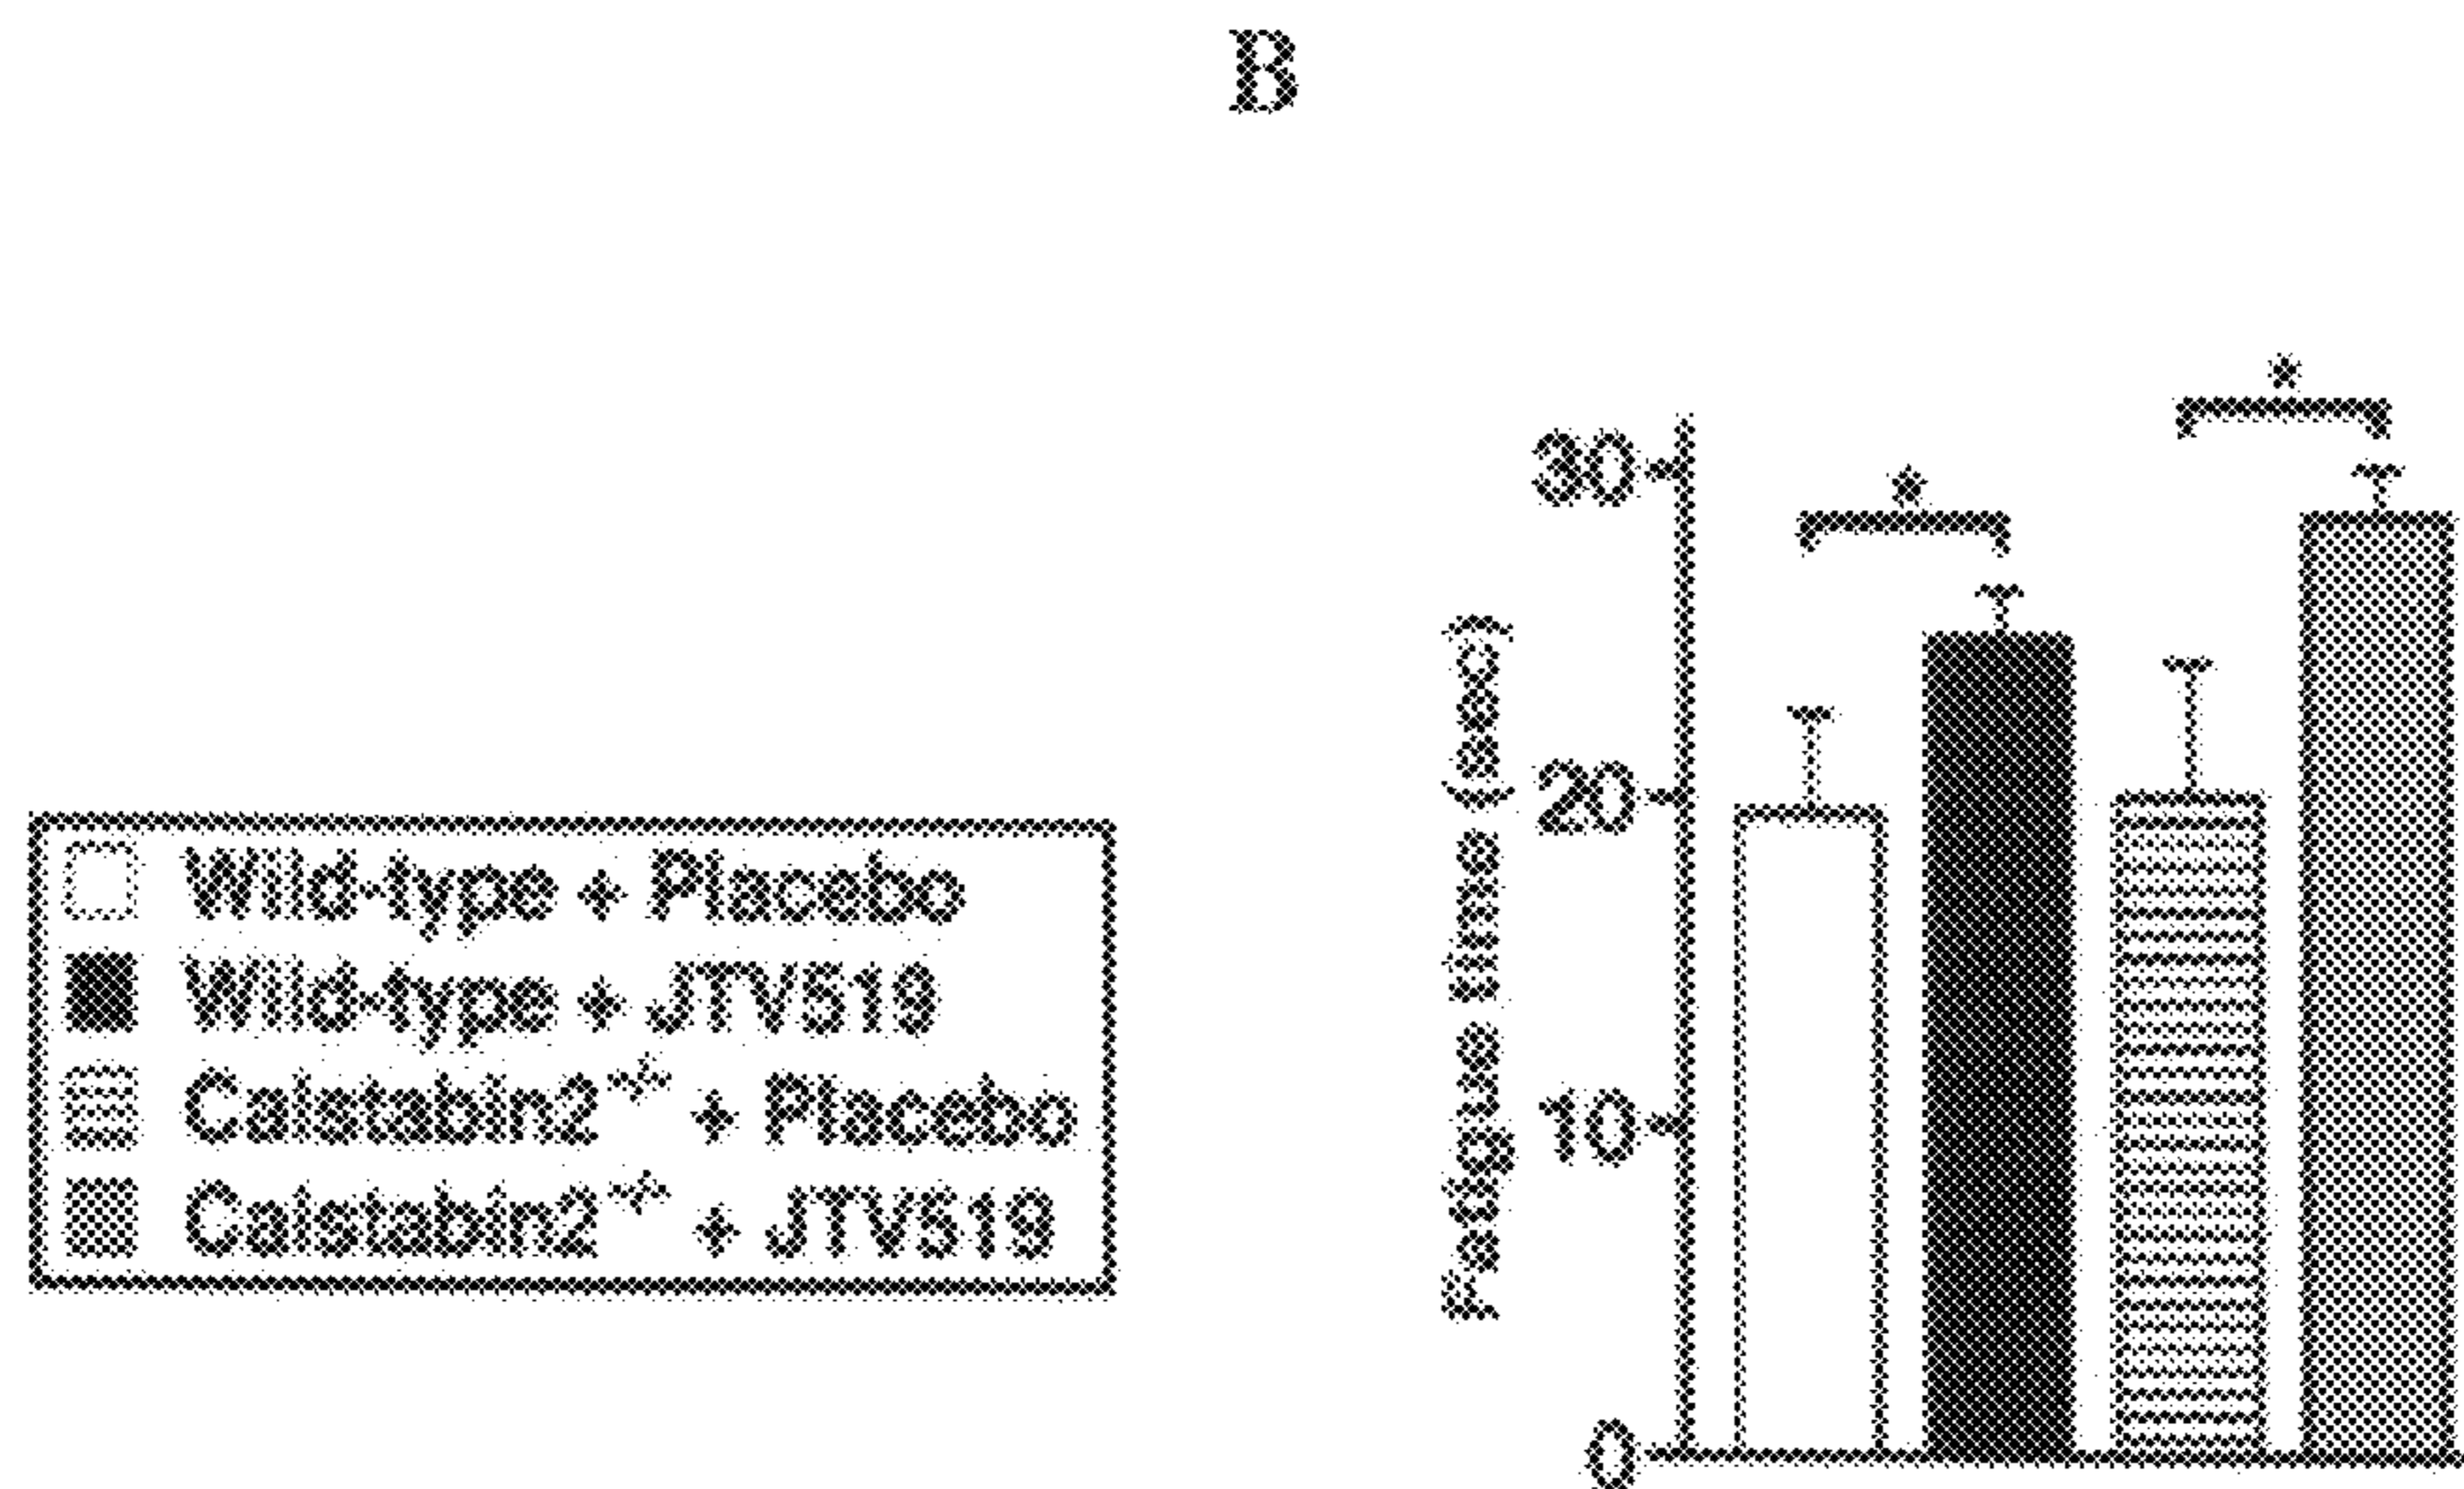 B
*
*
30
20
10
0
Fatigue time (sec)
Wild-type + Placebo
Wild-type + JTV519
Calstabin2⁻/⁻ + Placebo
Calstabin2⁻/⁻ + JTV519